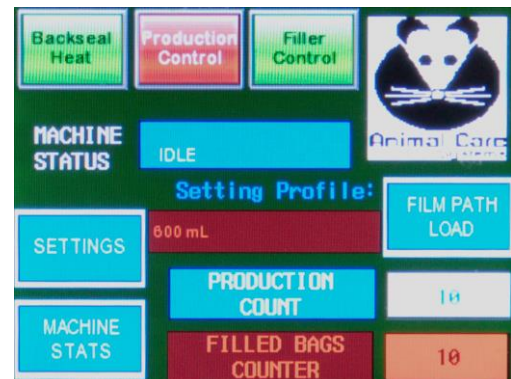 Backseal
Heat
Production
Control
Filler
Control
MACHINE
STATUS
IDLE
Animal Care
Setting Profile:
600 mL
FILM PATH
LOAD
SETTINGS
PRODUCTION
COUNT
10
MACHINE
STATS
FILLED BAGS
COUNTER
10